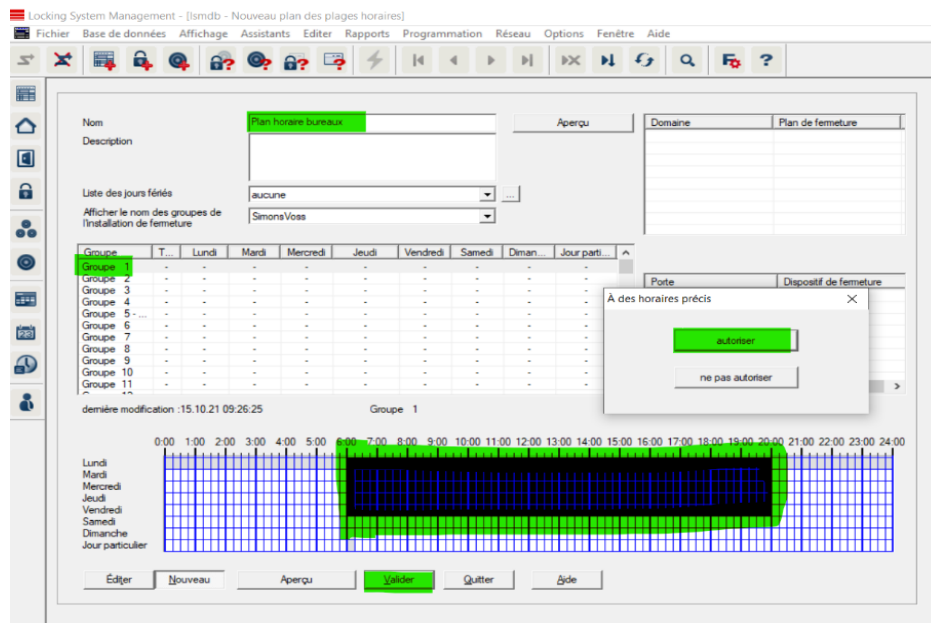 Locking System Management - [lsmdb - Nouveau plan des plages horaires]
Fichier Base de données Affichage Assistants Editer Rapports Programmation Réseau Options Fenêtre Aide
Nom Plan horaire bureaux Aperçu Domaine Plan de fermeture
Description
Liste des jours fériés aucune ...
Afficher le nom des groupes de
l'installation de fermeture SimonsVoss
Groupe T... Lundi Mardi Mercredi Jeudi Vendredi Samedi Diman... Jour parti...
Groupe 1 - - - - - - - - -
Groupe 2 - - - - - - - - -
Groupe 3 - - - - - - - - -
Groupe 4 - - - - - - - - -
Groupe 5 - ... - - - - - - - - -
Groupe 6 - - - - - - - - -
Groupe 7 - - - - - - - - -
Groupe 8 - - - - - - - - -
Groupe 9 - - - - - - - - -
Groupe 10 - - - - - - - - -
Groupe 11 - - - - - - - - -
Porte Dispositif de fermeture
À des horaires précis
autoriser
ne pas autoriser
dernière modification :15.10.21 09:26:25 Groupe 1
0:00 1:00 2:00 3:00 4:00 5:00 6:00 7:00 8:00 9:00 10:00 11:00 12:00 13:00 14:00 15:00 16:00 17:00 18:00 19:00 20:00 21:00 22:00 23:00 24:00
Lundi
Mardi
Mercredi
Jeudi
Vendredi
Samedi
Dimanche
Jour particulier
Éditer Nouveau Aperçu Valider Quitter Aide